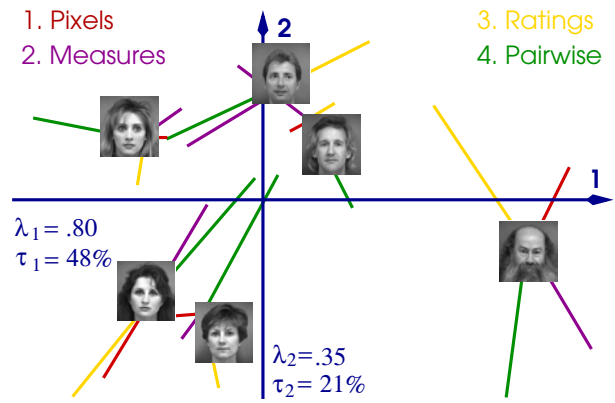 1. Pixels
2. Measures
3. Ratings
4. Pairwise
2
1
λ1 = .80
τ1 = 48%
λ2 = .35
τ2 = 21%